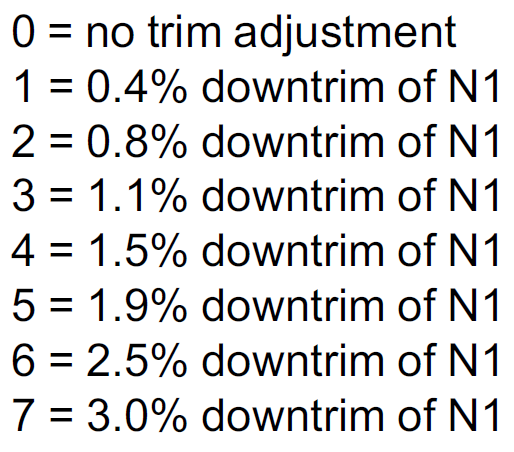 0 = no trim adjustment
1 = 0.4% downtrim of N1
2 = 0.8% downtrim of N1
3 = 1.1% downtrim of N1
4 = 1.5% downtrim of N1
5 = 1.9% downtrim of N1
6 = 2.5% downtrim of N1
7 = 3.0% downtrim of N1